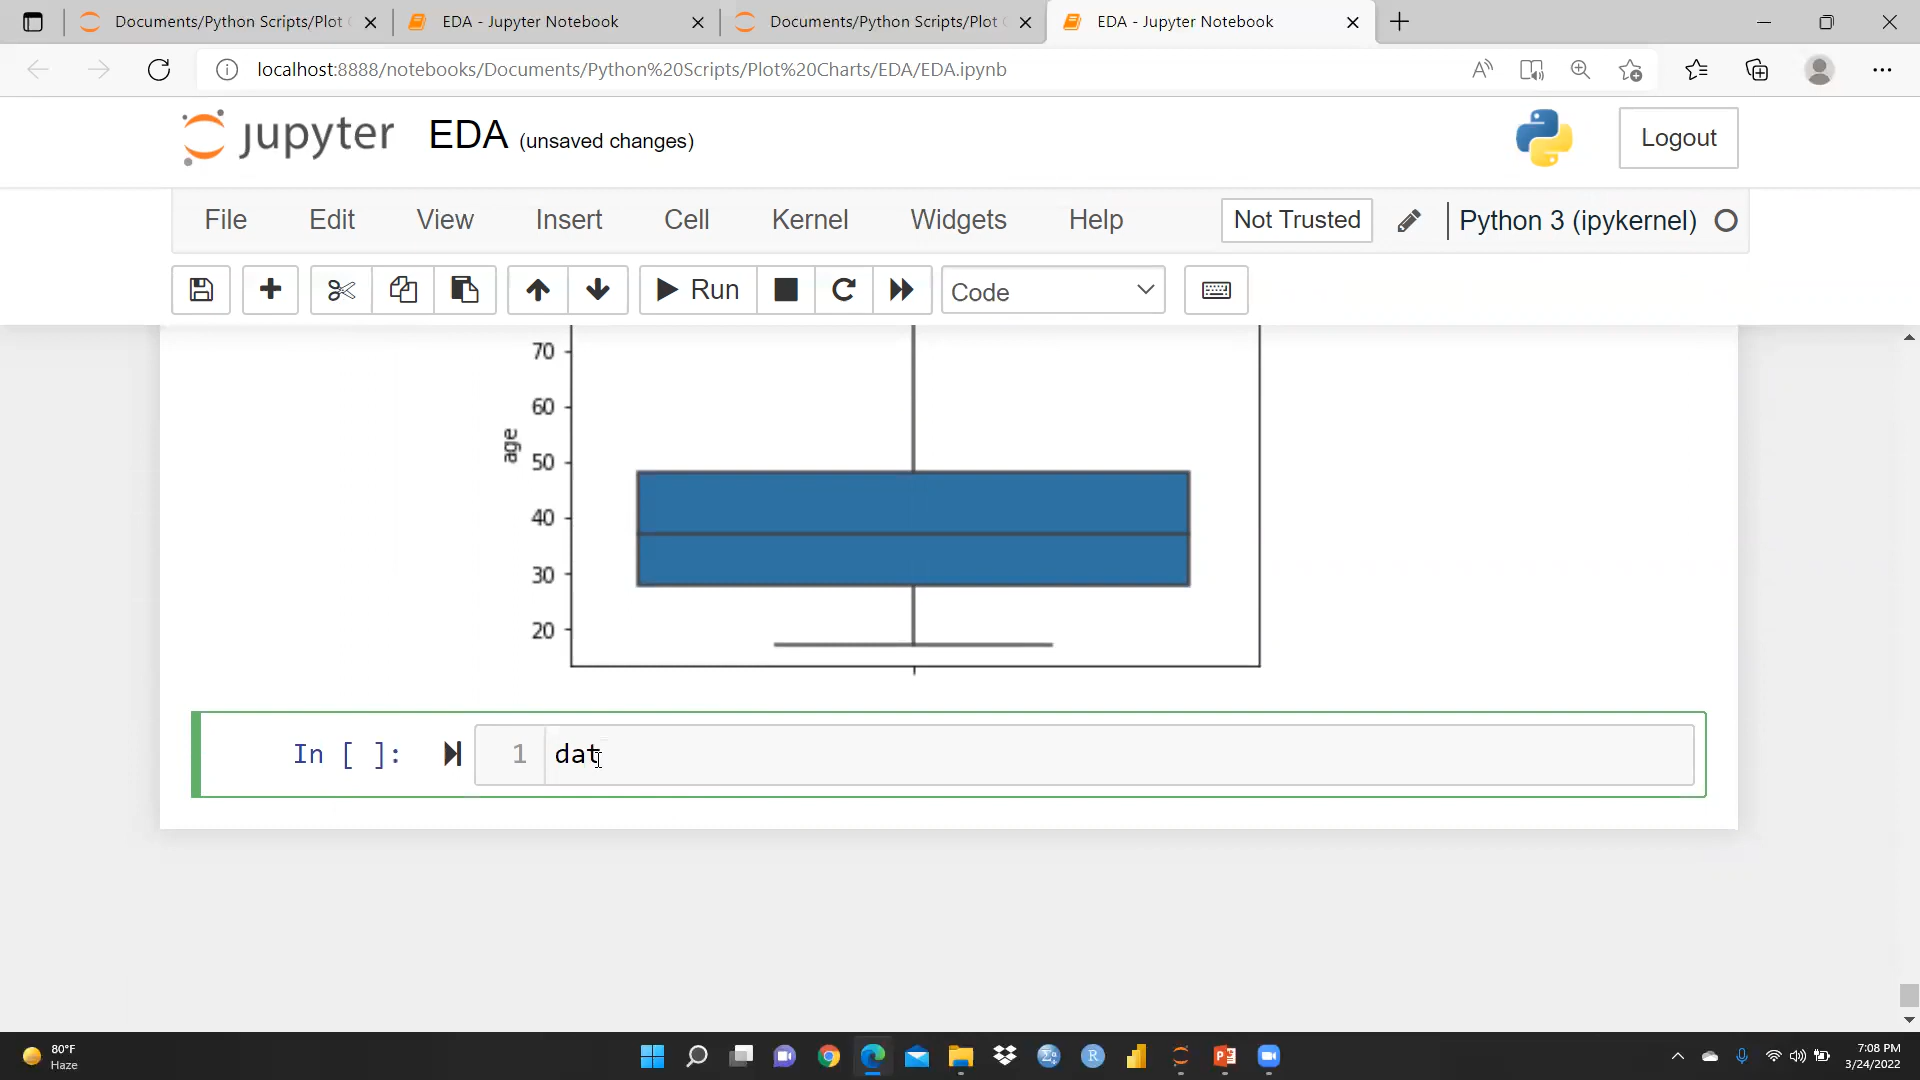 Documents/Python Scripts/Plot
EDA - Jupyter Notebook
Documents/Python Scripts/Plot
EDA - Jupyter Notebook
localhost:8888/notebooks/Documents/Python%20Scripts/Plot%20Charts/EDA/EDA.ipynb
jupyter EDA (unsaved changes)
Logout
File Edit View Insert Cell Kernel Widgets Help
Not Trusted
Python 3 (ipykernel)
Run
Code
70
60
50
40
30
20
age
In [ ]: 1 dat
80°F
Haze
7:08 PM
3/24/2022